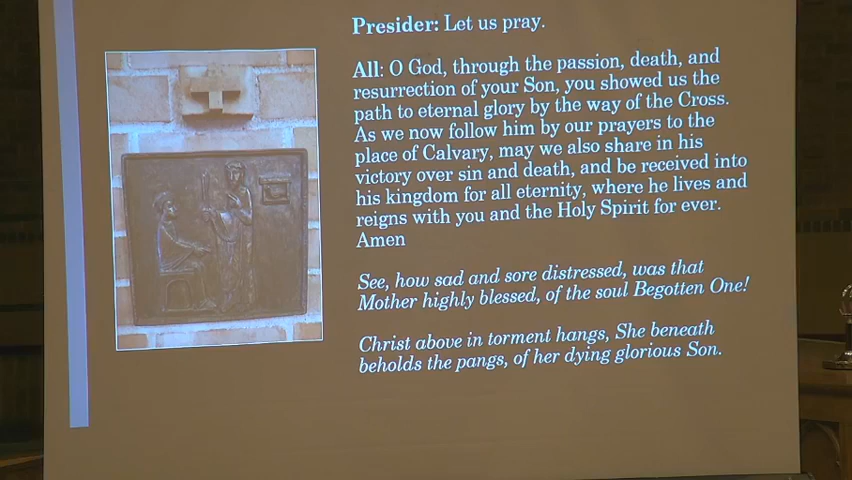 Presider: Let us pray.
All: O God, through the passion, death, and
resurrection of your Son, you showed us the
path to eternal glory by the way of the Cross.
As we now follow him by our prayers to the
place of Calvary, may we also share in his
victory over sin and death, and be received into
his kingdom for all eternity, where he lives and
reigns with you and the Holy Spirit for ever.
Amen
See, how sad and sore distressed, was that
Mother highly blessed, of the soul Begotten One!
Christ above in torment hangs, She beneath
beholds the pangs, of her dying glorious Son.